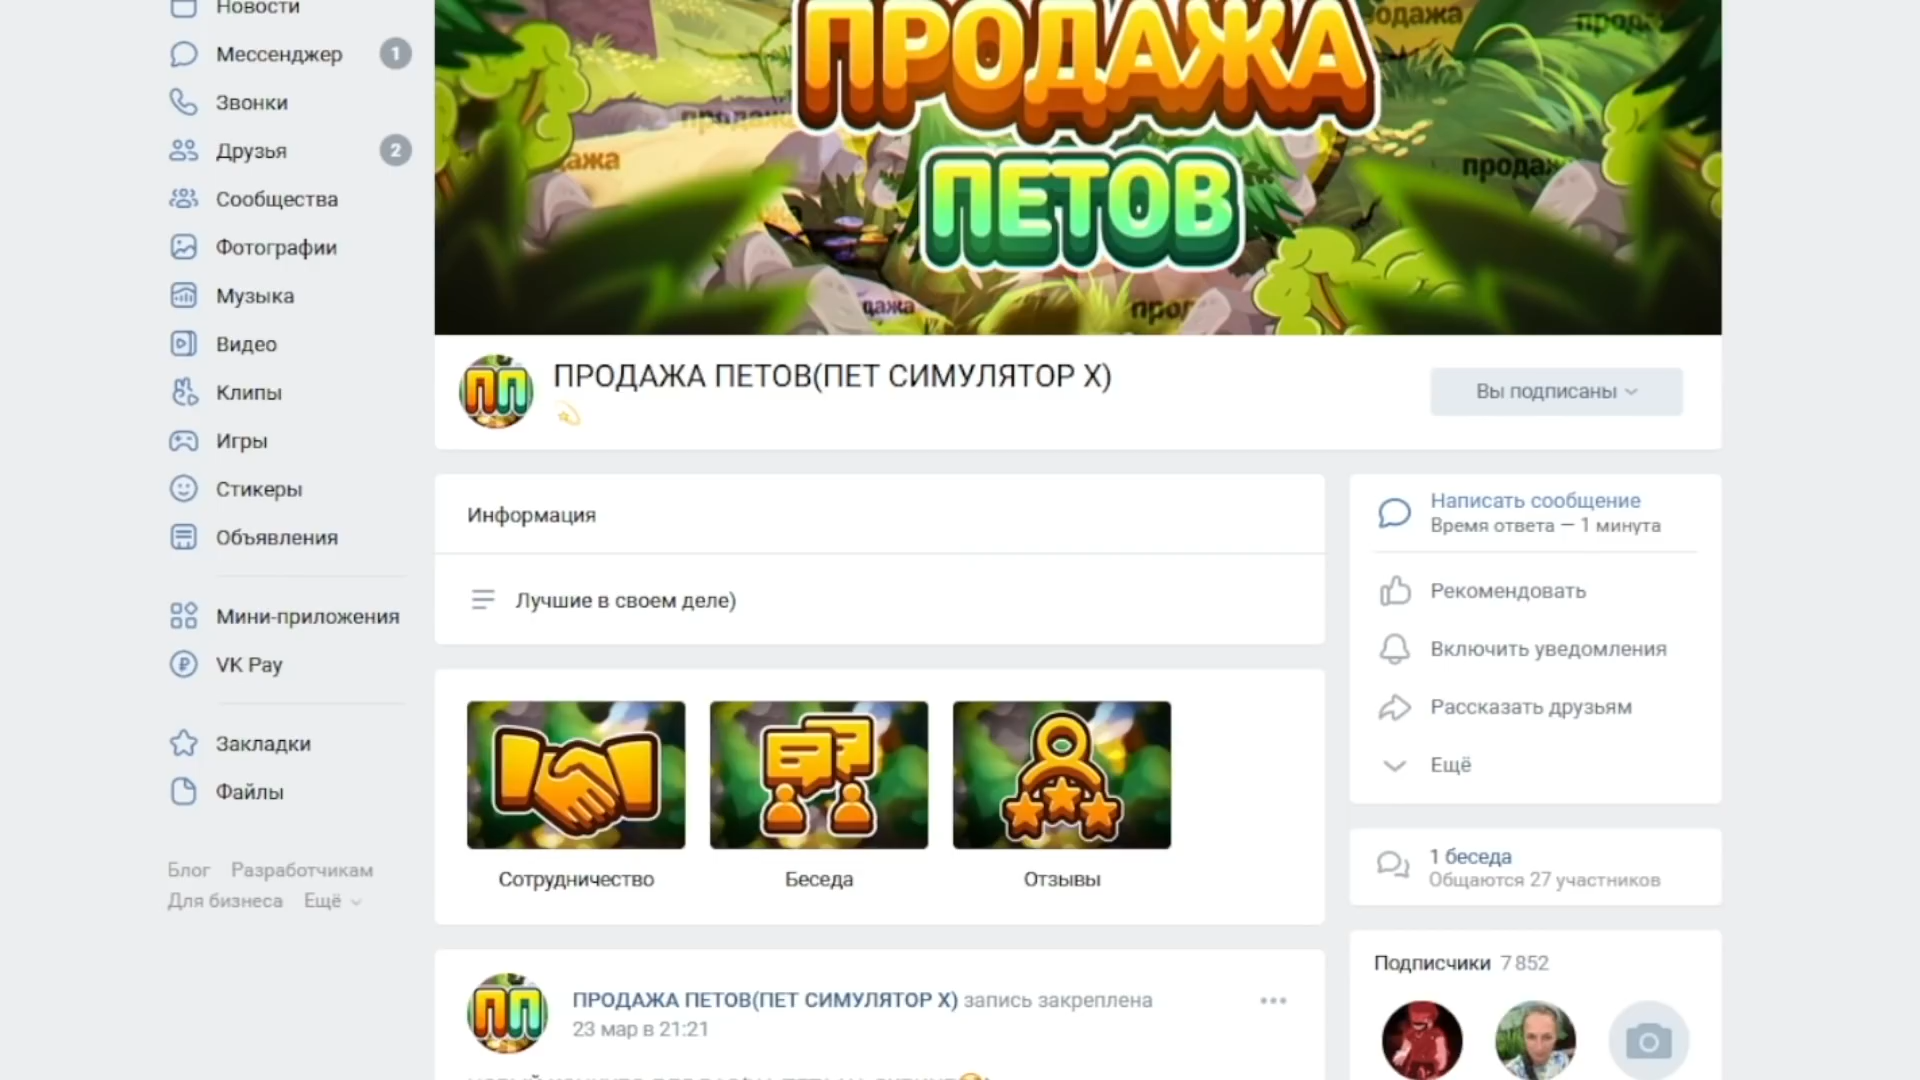 Новости
Мессенджер 1
Звонки
Друзья 2
Сообщества
Фотографии
Музыка
Видео
Клипы
Игры
Стикеры
Объявления
Мини-приложения
VK Pay
Закладки
Файлы
Блог Разработчикам
Для бизнеса Ещё
ПРОДАЖА
ПЕТОВ
ПП
ПРОДАЖА ПЕТОВ(ПЕТ СИМУЛЯТОР X)
Вы подписаны
Информация
Лучшие в своем деле)
Сотрудничество
Беседа
Отзывы
ПП
ПРОДАЖА ПЕТОВ(ПЕТ СИМУЛЯТОР X) запись закреплена
23 мар в 21:21
Написать сообщение
Время ответа — 1 минута
Рекомендовать
Включить уведомления
Рассказать друзьям
Ещё
1 беседа
Общаются 27 участников
Подписчики 7 852